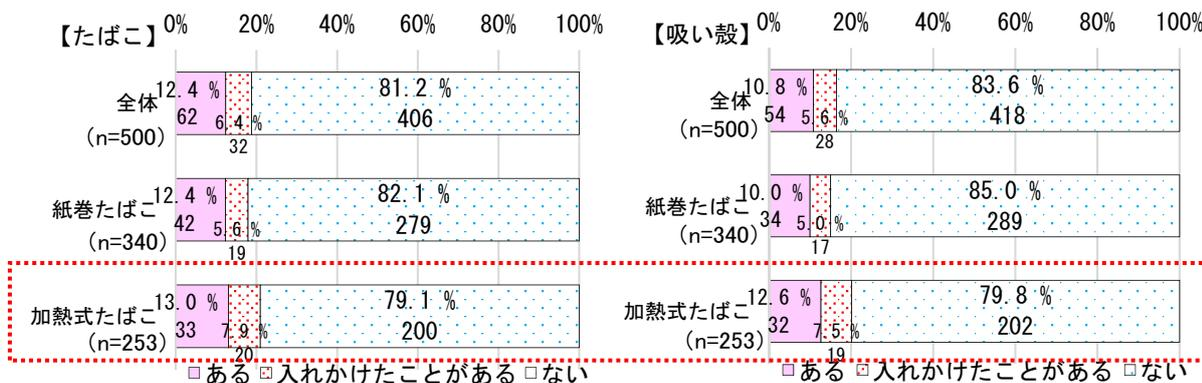 【たばこ】 0% 20% 40% 60% 80% 100%
全体 12.4 % 81.2 %
(n=500) 62 6.4 % 406
32
紙巻たばこ 12.4 % 82.1 %
(n=340) 42 5.6 % 279
19
加熱式たばこ 13.0 % 79.1 %
(n=253) 33 7.9 % 200
20
ある 入れかけたことがある ない
【吸い殻】 0% 20% 40% 60% 80% 100%
全体 10.8 % 83.6 %
(n=500) 54 5.6 % 418
28
紙巻たばこ 10.0 % 85.0 %
(n=340) 34 5.0 % 289
17
加熱式たばこ 12.6 % 79.8 %
(n=253) 32 7.5 % 202
19
ある 入れかけたことがある ない